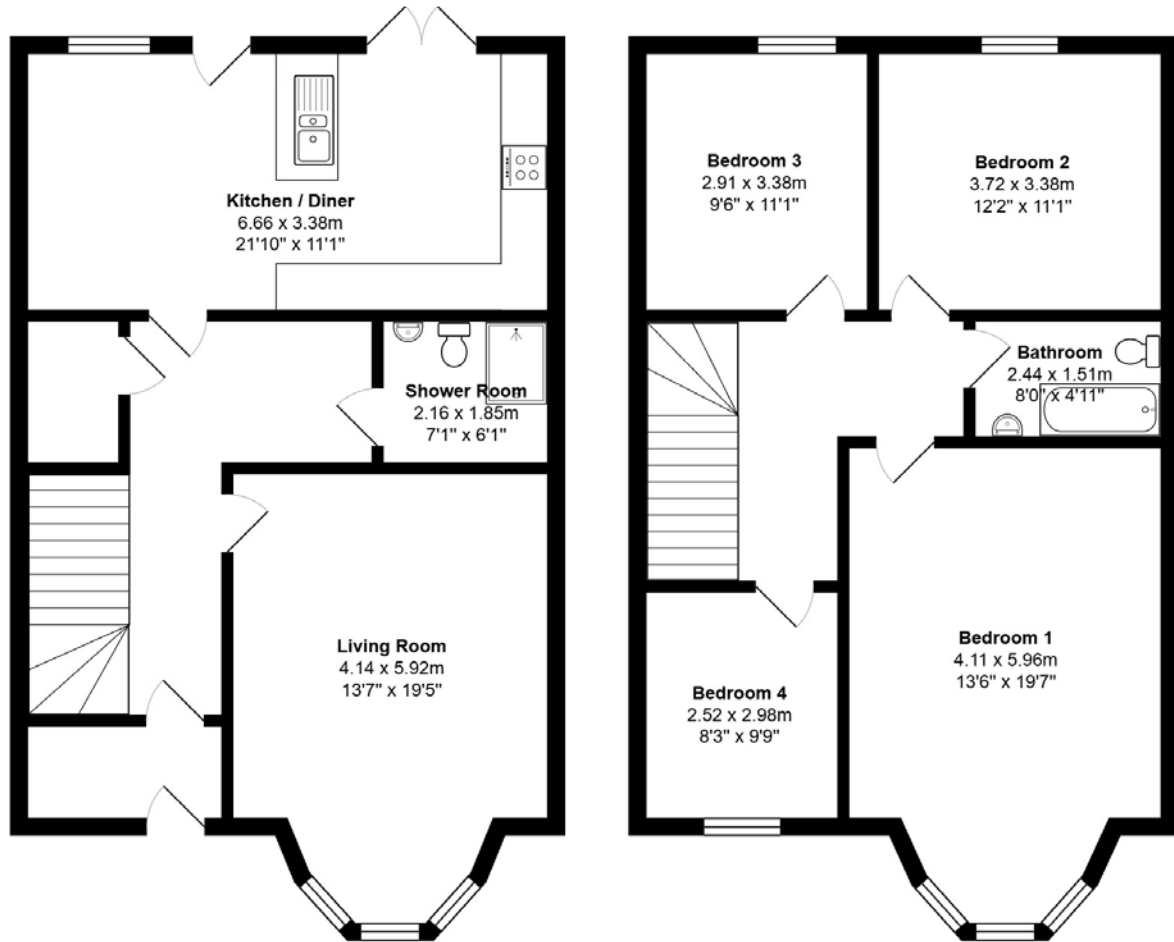 Kitchen / Diner
6.66 x 3.38m
21'10" x 11'1"
Shower Room
2.16 x 1.85m
7'1" x 6'1"
Living Room
4.14 x 5.92m
13'7" x 19'5"
Bedroom 3
2.91 x 3.38m
9'6" x 11'1"
Bedroom 2
3.72 x 3.38m
12'2" x 11'1"
Bathroom
2.44 x 1.51m
8'0" x 4'11"
Bedroom 1
4.11 x 5.96m
13'6" x 19'7"
Bedroom 4
2.52 x 2.98m
8'3" x 9'9"